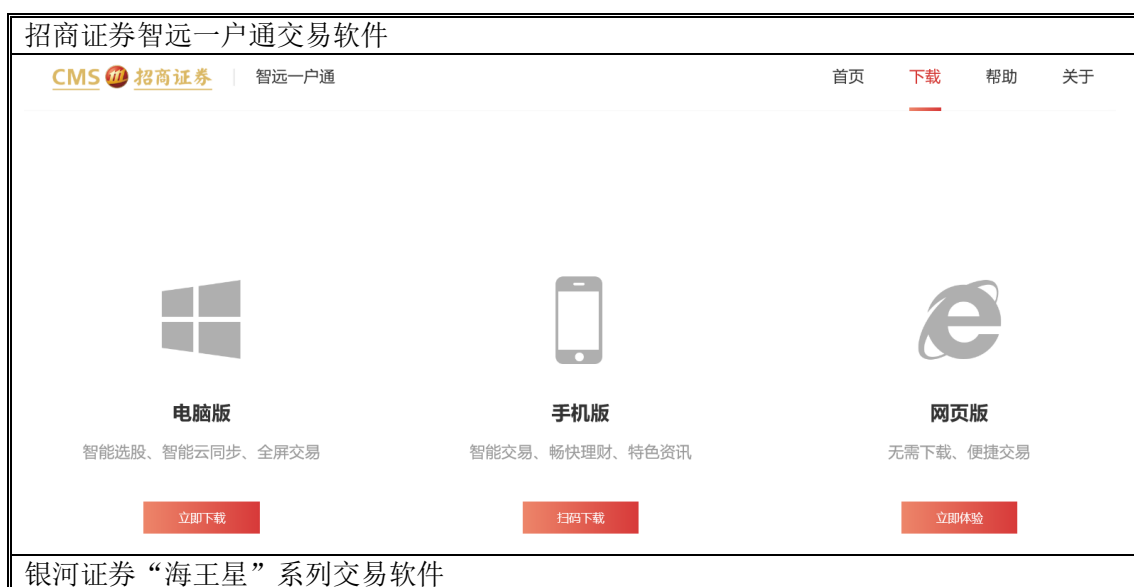 招商证券智远一户通交易软件
CMS 招商证券 智远一户通 首页 下载 帮助 关于
电脑版 手机版 网页版
智能选股、智能云同步、全屏交易 智能交易、畅快理财、特色资讯 无需下载、便捷交易
立即下载 扫码下载 立即体验
银河证券“海王星”系列交易软件